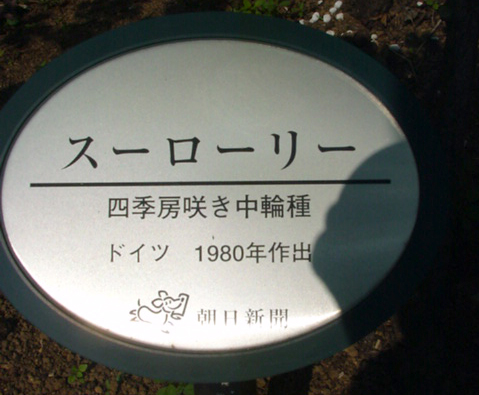 スーローリー
四季房咲き中輪種
ドイツ 1980年作出
朝日新聞